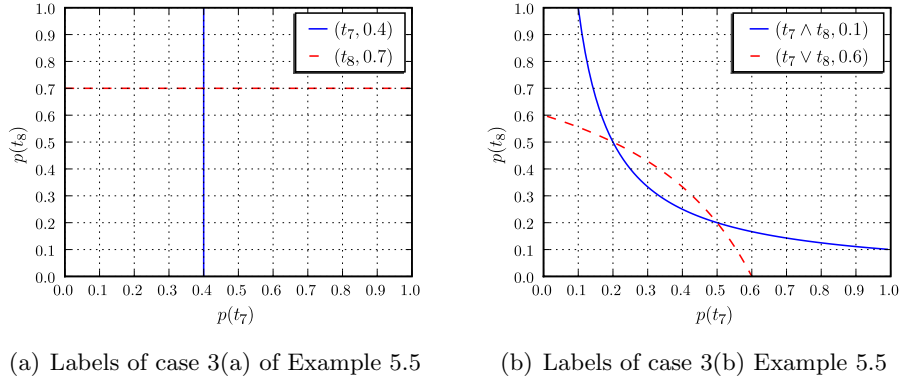 1.0
0.9
0.8
0.7
0.6
0.5
0.4
0.3
0.2
0.1
0.0
p(t₈)
(t₇, 0.4)
(t₈, 0.7)
0.0 0.1 0.2 0.3 0.4 0.5 0.6 0.7 0.8 0.9 1.0
p(t₇)
(a) Labels of case 3(a) of Example 5.5
1.0
0.9
0.8
0.7
0.6
0.5
0.4
0.3
0.2
0.1
0.0
p(t₈)
(t₇ ∧ t₈, 0.1)
(t₇ ∨ t₈, 0.6)
0.0 0.1 0.2 0.3 0.4 0.5 0.6 0.7 0.8 0.9 1.0
p(t₇)
(b) Labels of case 3(b) Example 5.5